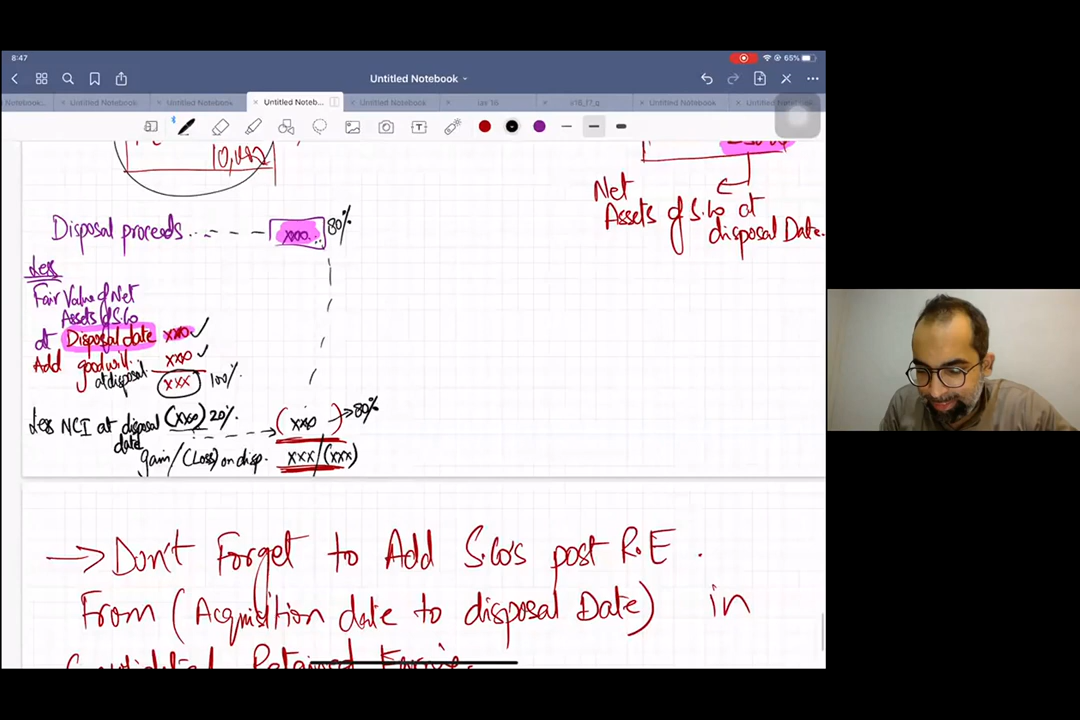 8:47
65%
Untitled Notebook
Notebook...
Untitled Notebook
Untitled Notebook
Untitled Noteb...
Untitled Notebook
ias 16
Untitled Notebook
Net
Assets of S.Co at
disposal Date.
Disposal proceeds
xxx
80%
Less
Fair Value of Net
Assets of S.Co
at Disposal date xxx
Add goodwill xxx
at disposal xxx 100%
Less NCI at disposal (xxx) 20% (xxx) 80%
date
gain/(Loss) on disp. xxx/(xxx)
Don't Forget to Add S.Co's post R.E
From (Acquisition date to disposal Date) in
Retained